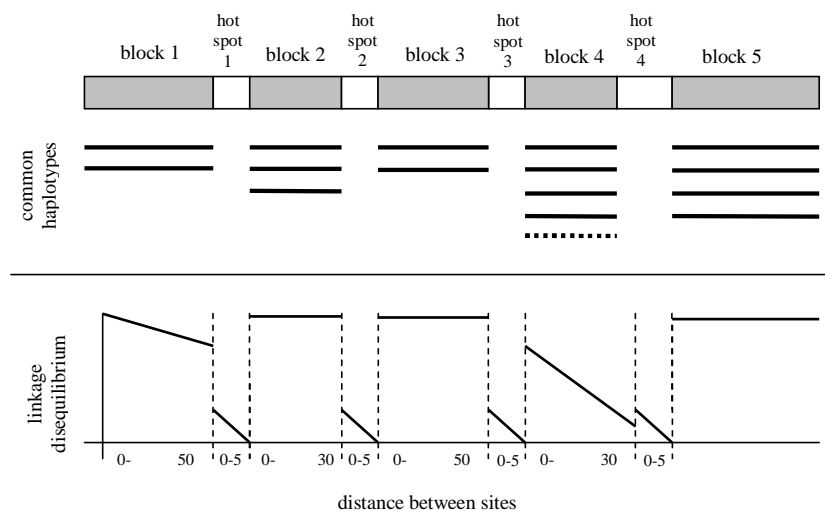 block 1
hot
spot
1
block 2
hot
spot
2
block 3
hot
spot
3
block 4
hot
spot
4
block 5
common
haplotypes
linkage
disequilibrium
0- 50 0-5 0- 30 0-5 0- 50 0-5 0- 30 0-5
distance between sites